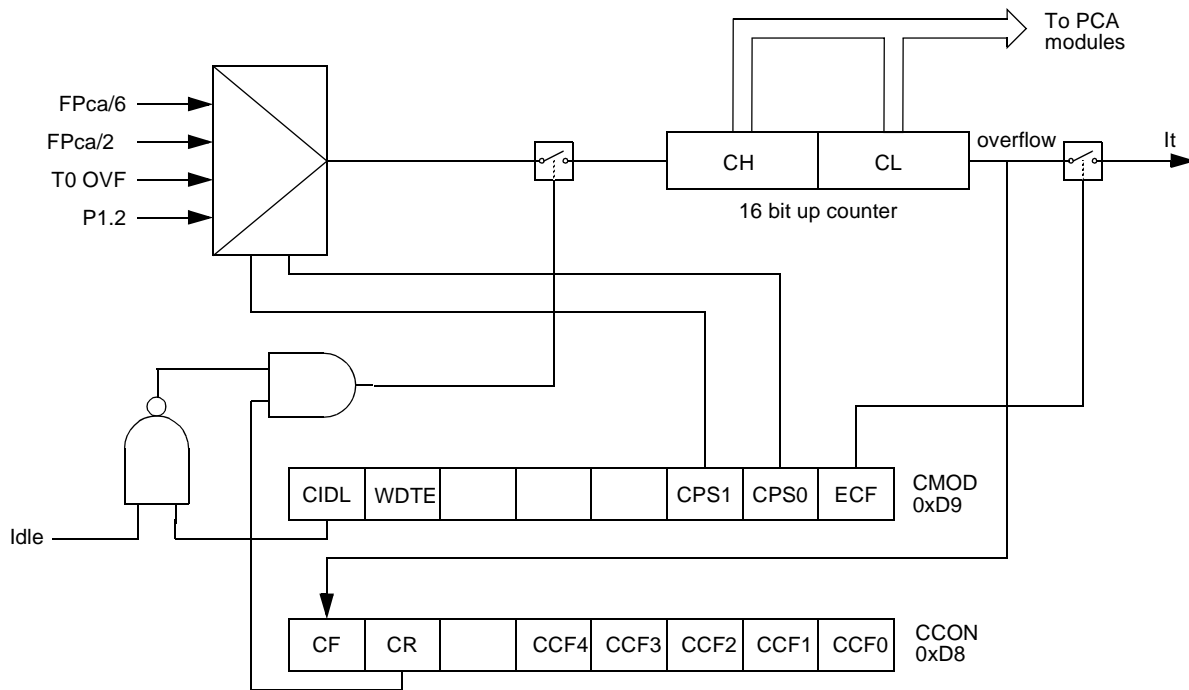 To PCA
modules
FPca/6
FPca/2
T0 OVF
P1.2
CH
CL
overflow
It
16 bit up counter
CIDL
WDTE
CPS1
CPS0
ECF
CMOD
0xD9
Idle
CF
CR
CCF4
CCF3
CCF2
CCF1
CCF0
CCON
0xD8